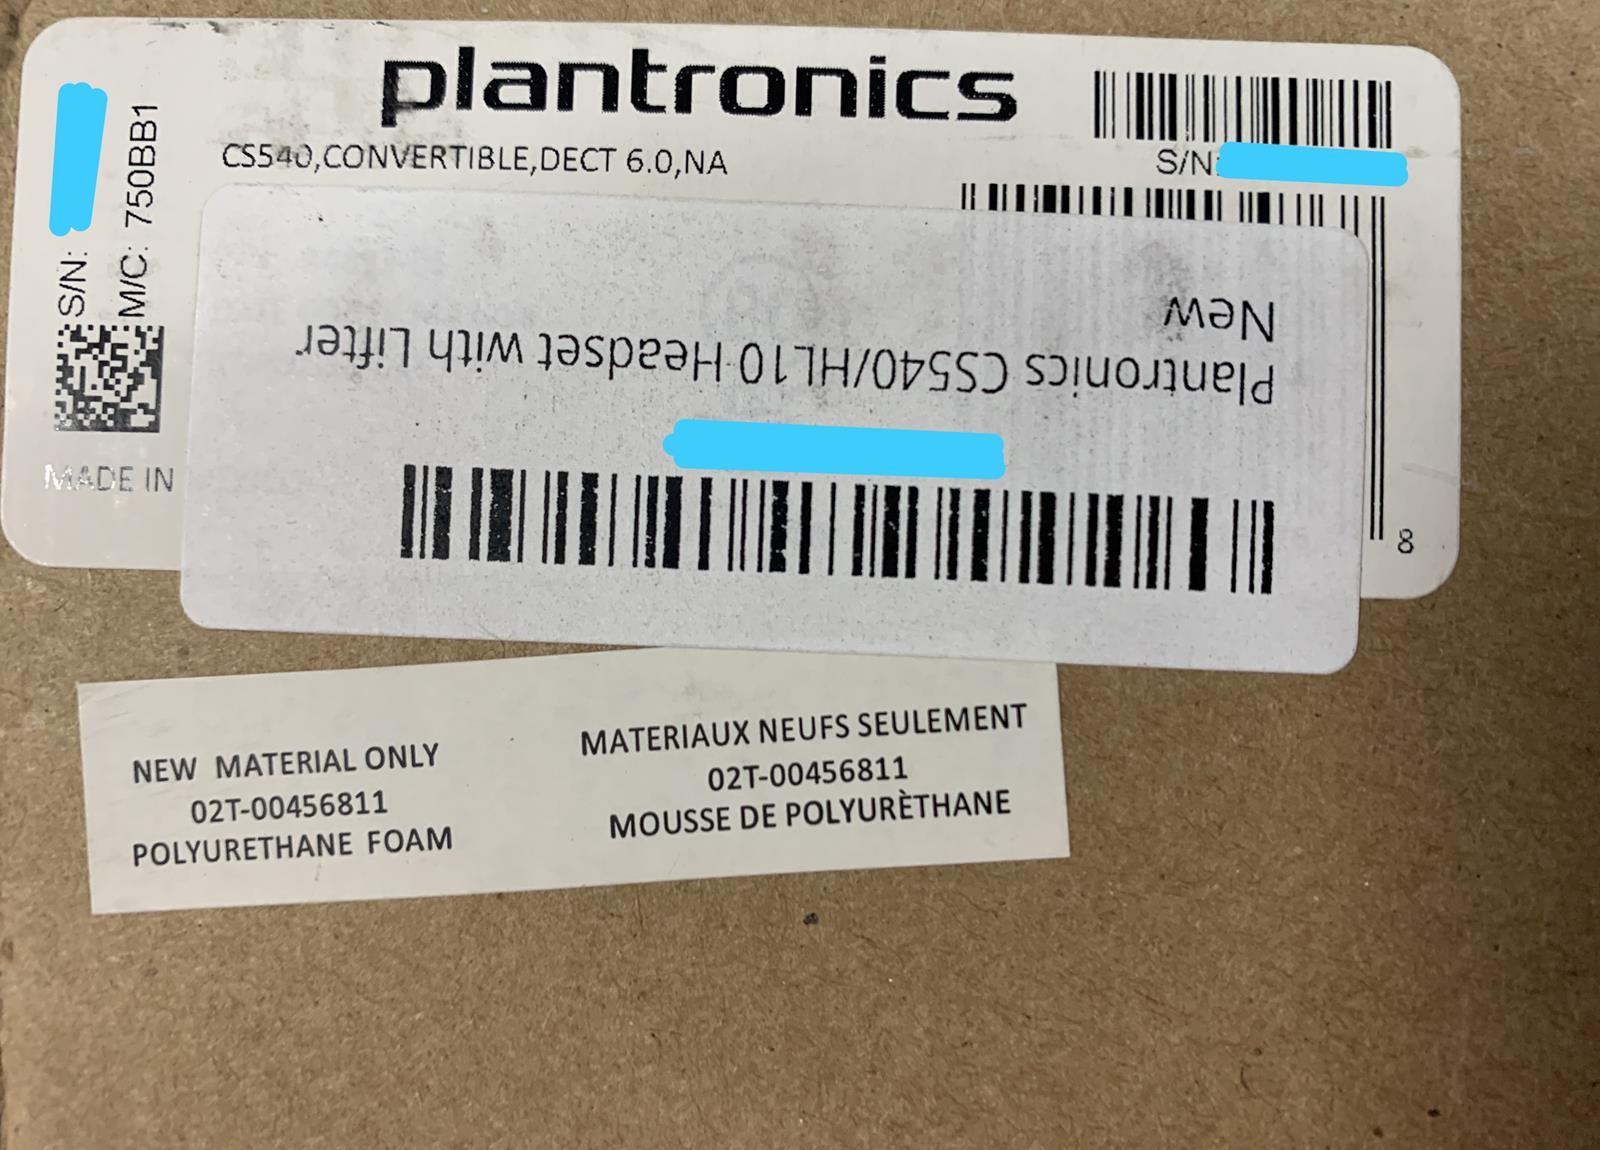 plantronics
CS540,CONVERTIBLE,DECT 6.0,NA
S/N:
S/N:
M/C: 750BB1
MADE IN
8
Plantronics CS540/HL10 Headset with Lifter
New
NEW MATERIAL ONLY
02T-00456811
POLYURETHANE FOAM
MATERIAUX NEUFS SEULEMENT
02T-00456811
MOUSSE DE POLYURÈTHANE